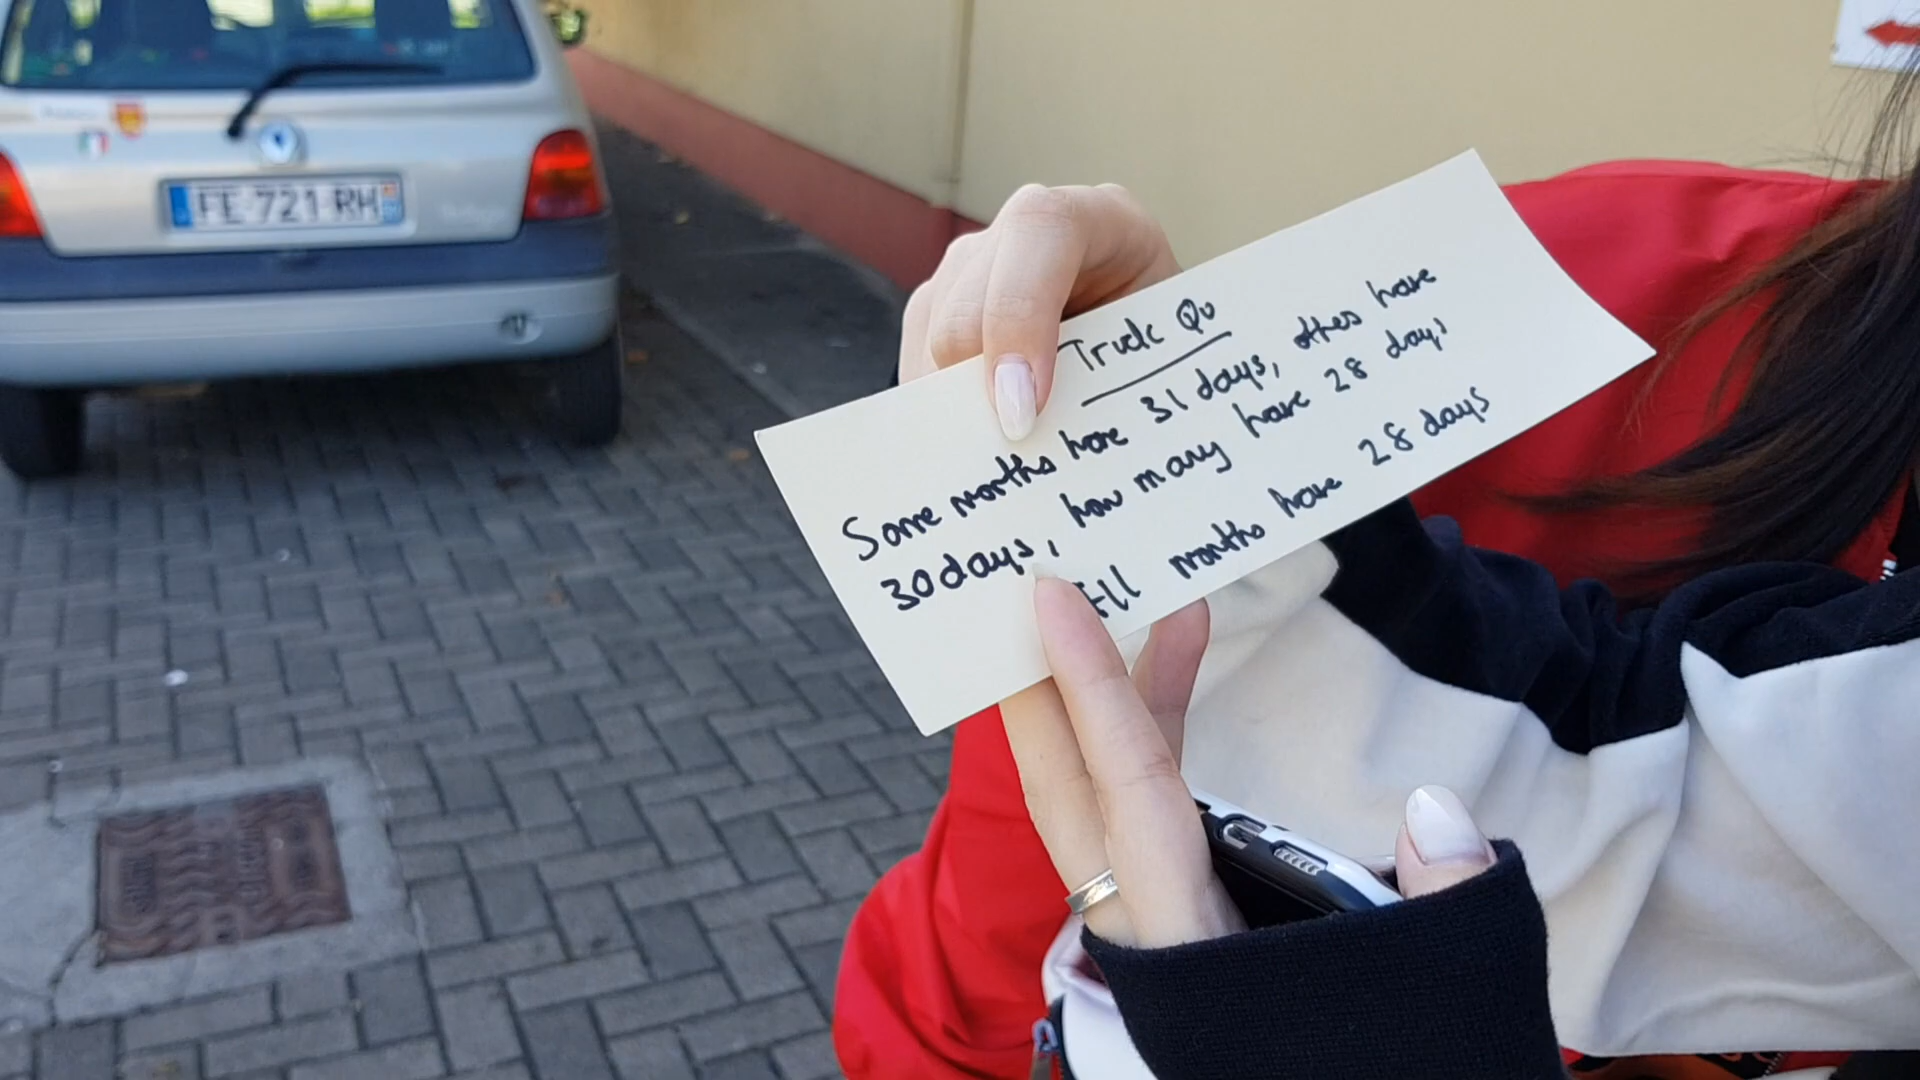 FE-721-RH
Trick Qu
Some months have 31 days, others have
30 days, how many have 28 days
All months have 28 days